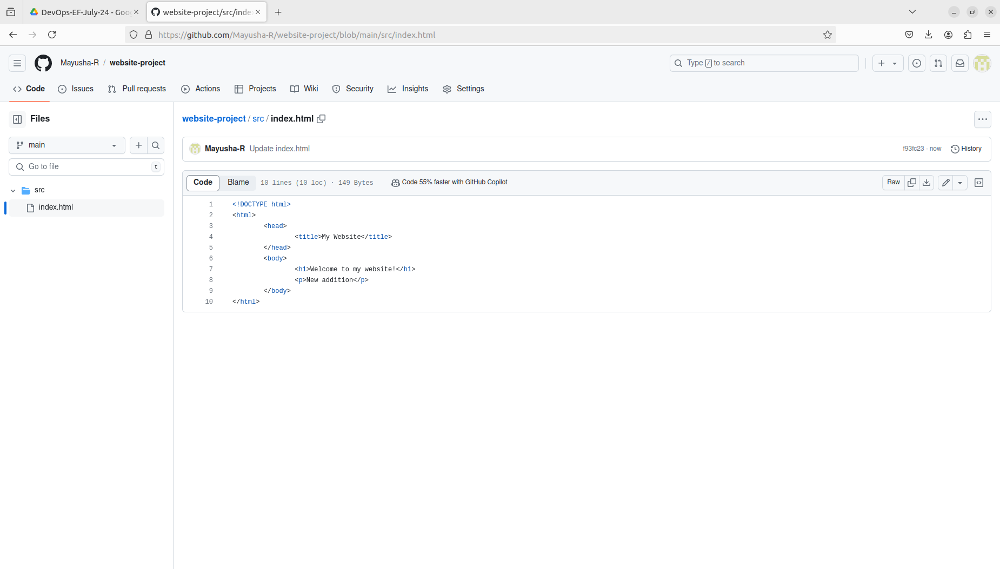 DevOps-EF-July-24 - Goo
website-project/src/inde
https://github.com/Mayusha-R/website-project/blob/main/src/index.html
Mayusha-R / website-project
Type / to search
Code Issues Pull requests Actions Projects Wiki Security Insights Settings
Files
main
Go to file t
src
index.html
website-project / src / index.html
Mayusha-R Update index.html
f93fc23 · now History
Code Blame 10 lines (10 loc) · 149 Bytes Code 55% faster with GitHub Copilot Raw
1 <!DOCTYPE html>
2 <html>
3 <head>
4 <title>My Website</title>
5 </head>
6 <body>
7 <h1>Welcome to my website!</h1>
8 <p>New addition</p>
9 </body>
10 </html>